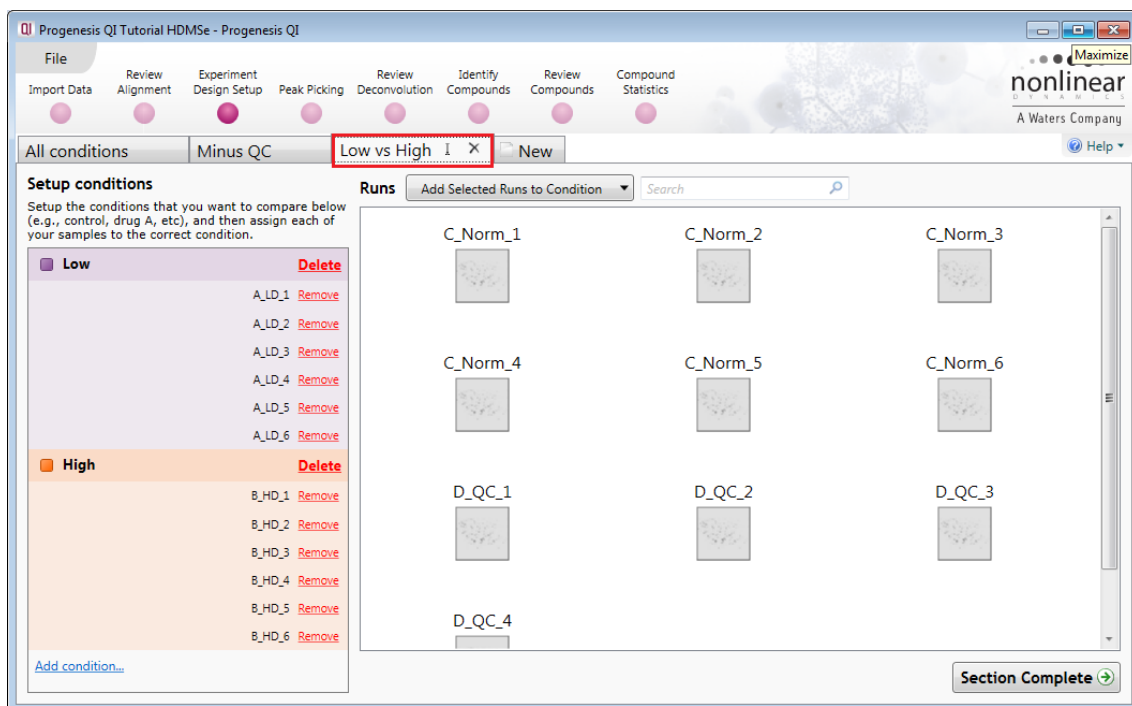 QI Progenesis QI Tutorial HDMSe - Progenesis QI
Maximize
File
Import Data
Review
Alignment
Experiment
Design Setup
Peak Picking
Review
Deconvolution
Identify
Compounds
Review
Compounds
Compound
Statistics
nonlinear
DYNAMICS
A Waters Company
All conditions
Minus QC
Low vs High
New
Help
Setup conditions
Setup the conditions that you want to compare below
(e.g., control, drug A, etc), and then assign each of
your samples to the correct condition.
Low Delete
A_LD_1 Remove
A_LD_2 Remove
A_LD_3 Remove
A_LD_4 Remove
A_LD_5 Remove
A_LD_6 Remove
High Delete
B_HD_1 Remove
B_HD_2 Remove
B_HD_3 Remove
B_HD_4 Remove
B_HD_5 Remove
B_HD_6 Remove
Add condition...
Runs Add Selected Runs to Condition Search
C_Norm_1 C_Norm_2 C_Norm_3
C_Norm_4 C_Norm_5 C_Norm_6
D_QC_1 D_QC_2 D_QC_3
D_QC_4
Section Complete